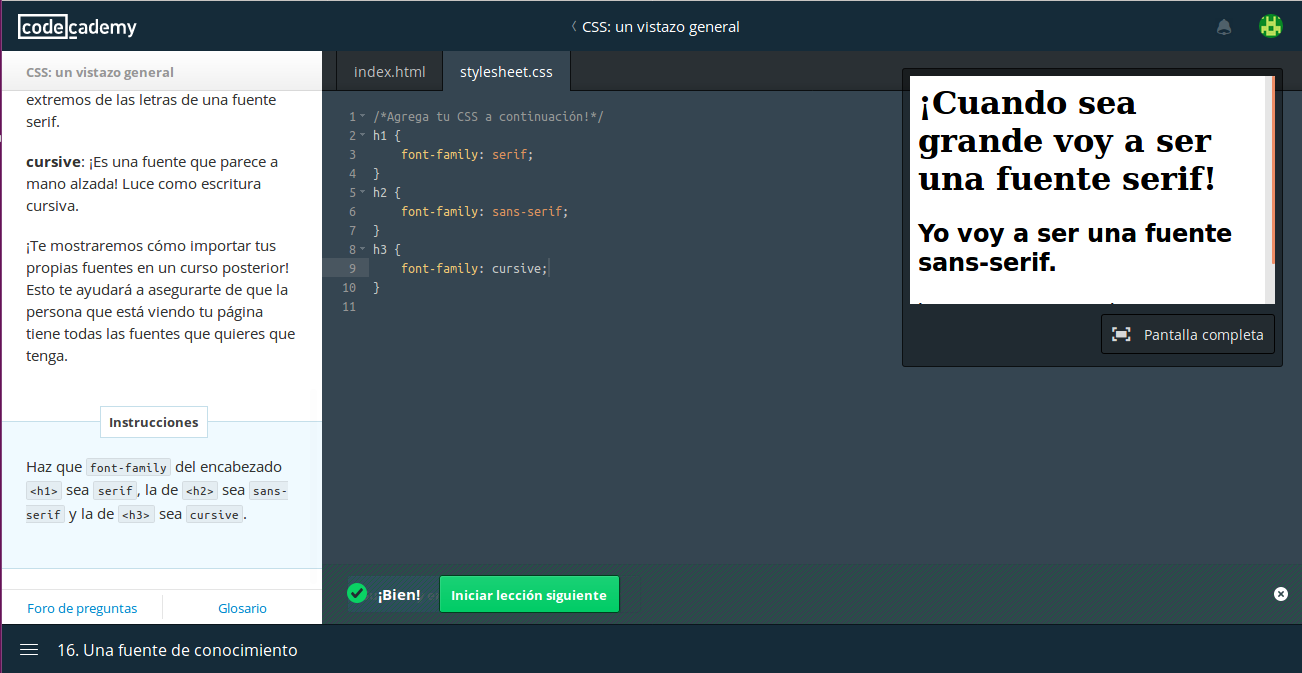 codecademy
CSS: un vistazo general
CSS: un vistazo general
extremos de las letras de una fuente
serif.
cursive: ¡Es una fuente que parece a
mano alzada! Luce como escritura
cursiva.
¡Te mostraremos cómo importar tus
propias fuentes en un curso posterior!
Esto te ayudará a asegurarte de que la
persona que está viendo tu página
tiene todas las fuentes que quieres que
tenga.
Instrucciones
Haz que font-family del encabezado
<h1> sea serif, la de <h2> sea sans-
serif y la de <h3> sea cursive.
Foro de preguntas
Glosario
index.html
stylesheet.css
1 /*Agrega tu CSS a continuación!*/
2 h1 {
3 font-family: serif;
4 }
5 h2 {
6 font-family: sans-serif;
7 }
8 h3 {
9 font-family: cursive;
10 }
11
¡Cuando sea
grande voy a ser
una fuente serif!
Yo voy a ser una fuente
sans-serif.
Pantalla completa
¡Bien!
Iniciar lección siguiente
16. Una fuente de conocimiento